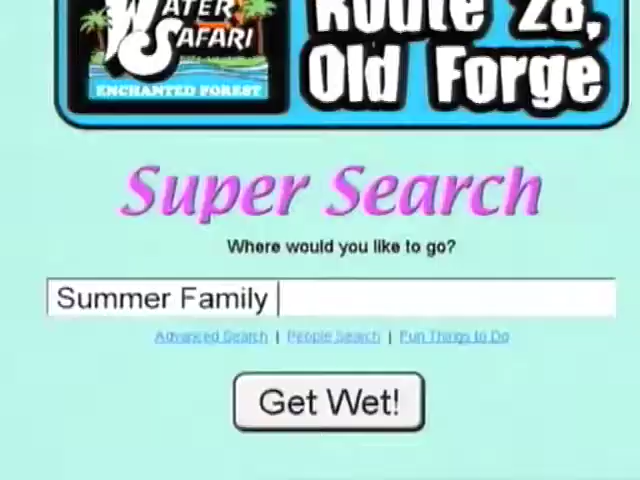 WATER
SAFARI
ENCHANTED FOREST
Route 28,
Old Forge
Super Search
Where would you like to go?
Summer Family
Advanced Search | People Search | Fun Things to Do
Get Wet!